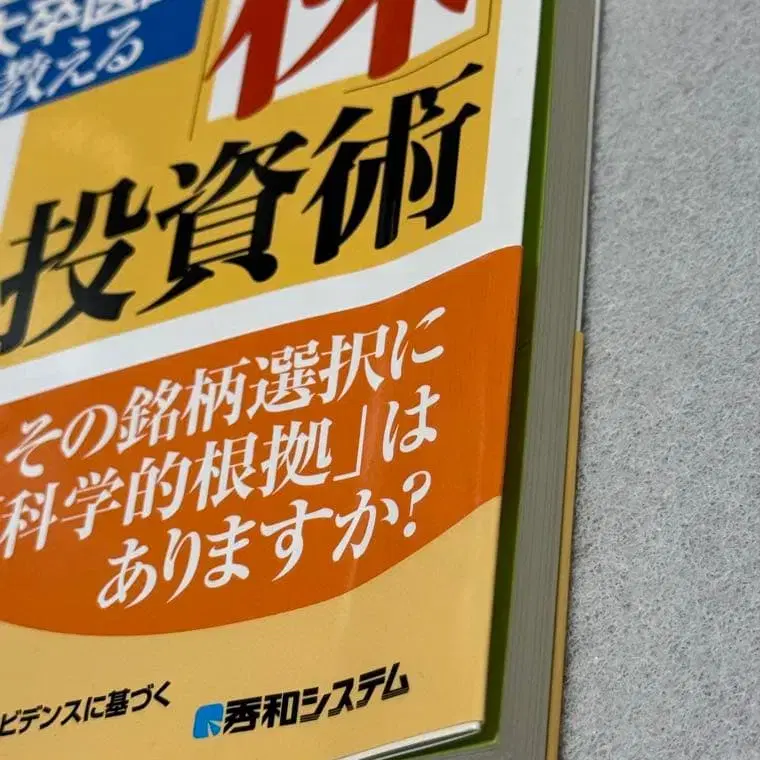 大卒医師
教える
株
投資術
その銘柄選択に
「科学的根拠」は
ありますか?
ビデンスに基づく
秀和システム